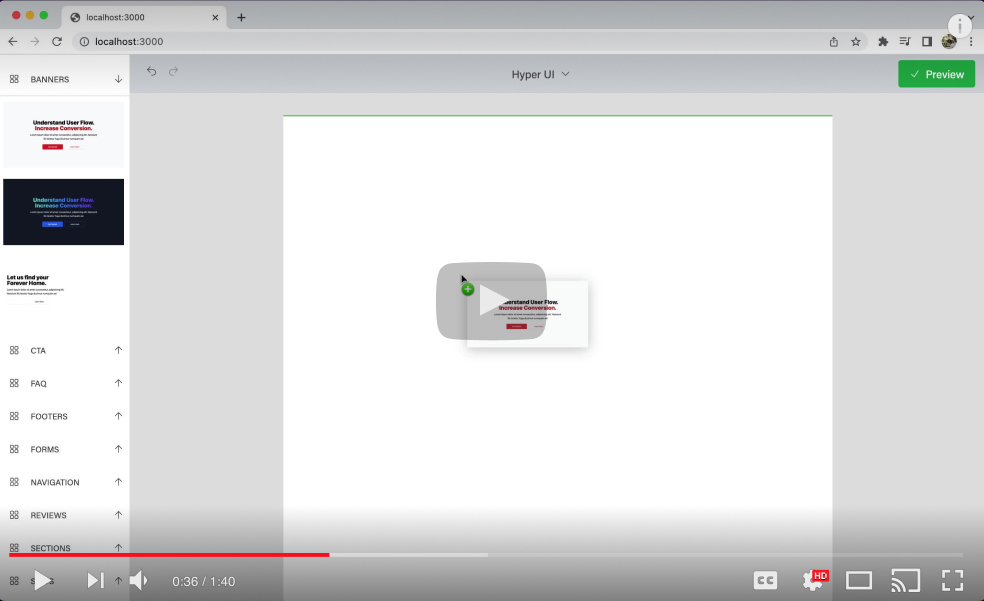 localhost:3000
localhost:3000
BANNERS
Hyper UI
Preview
Understand User Flow.
Increase Conversion.
Understand User Flow.
Increase Conversion.
Let us find your
Forever Home.
Understand User Flow.
Increase Conversion.
CTA
FAQ
FOOTERS
FORMS
NAVIGATION
REVIEWS
SECTIONS
0:36 / 1:40
CC
HD